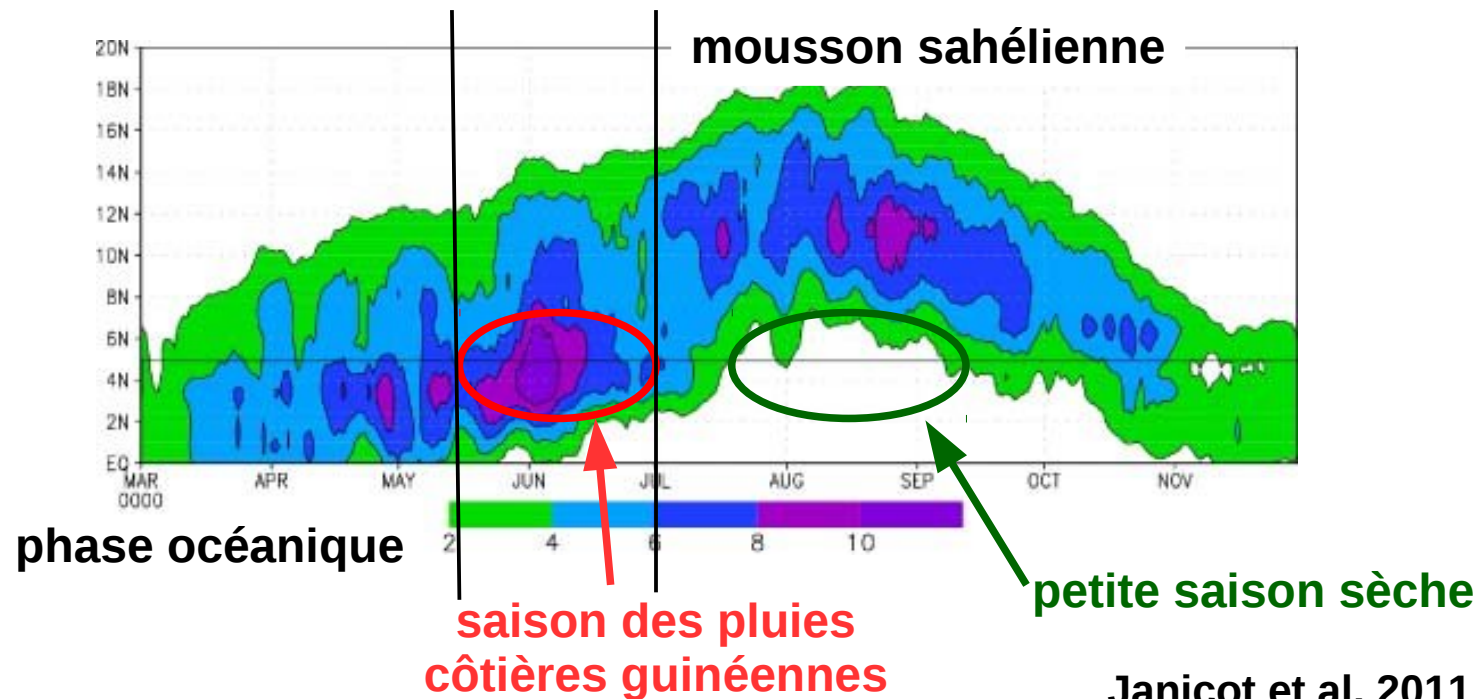 mousson sahélienne
20N
18N
16N
14N
12N
10N
8N
6N
4N
2N
EQ
MAR APR MAY JUN JUL AUG SEP OCT NOV
0000
2 4 6 8 10
phase océanique
petite saison sèche
saison des pluies
côtières guinéennes
Janicot et al. 2011